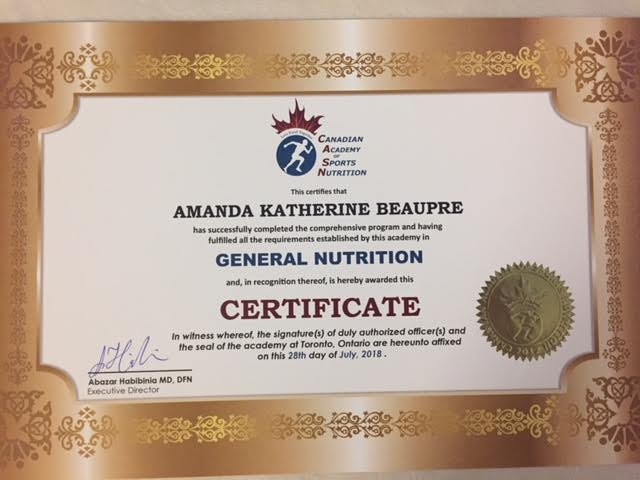 CANADIAN
ACADEMY
OF
SPORTS
NUTRITION
This certifies that
AMANDA KATHERINE BEAUPRE
has successfully completed the comprehensive program and having
fulfilled all the requirements established by this academy in
GENERAL NUTRITION
and, in recognition thereof, is hereby awarded this
CERTIFICATE
In witness whereof, the signature(s) of duly authorized officer(s) and
the seal of the academy at Toronto, Ontario are hereunto affixed
on this 28th day of July, 2018 .
Abazar Habibinia MD, DFN
Executive Director